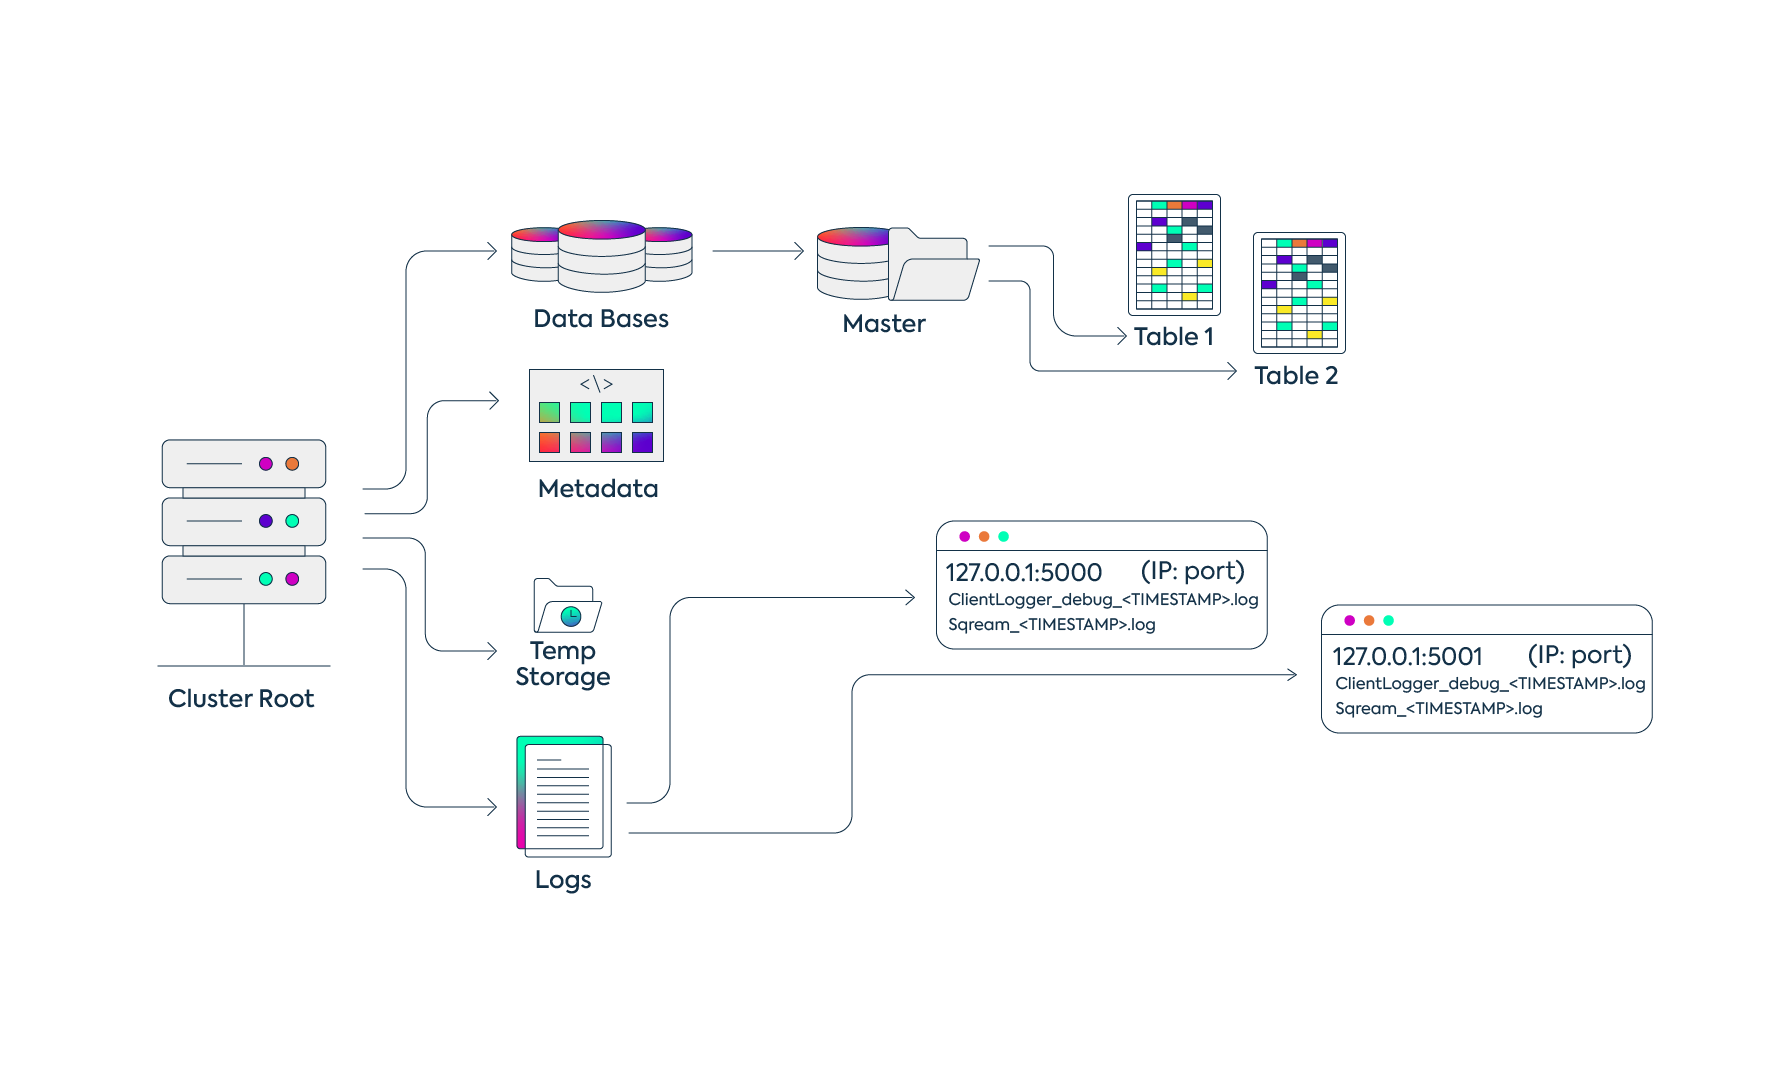 Data Bases
Master
Table 1
Table 2
<\>
Metadata
Cluster Root
Temp
Storage
Logs
127.0.0.1:5000 (IP: port)
ClientLogger_debug_<TIMESTAMP>.log
Sqream_<TIMESTAMP>.log
127.0.0.1:5001 (IP: port)
ClientLogger_debug_<TIMESTAMP>.log
Sqream_<TIMESTAMP>.log